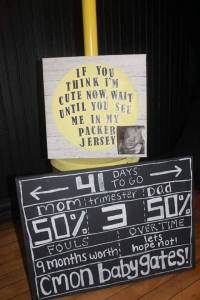 IF YOU
THINK I'M
CUTE NOW, WAIT
UNTIL YOU SEE
ME IN MY
PACKER
JERSEY
41 DAYS TO GO
mom trimester dad
50% 3 50%
FOULS OVERTIME
9 months worth! lets hope not!
c'mon babygates!